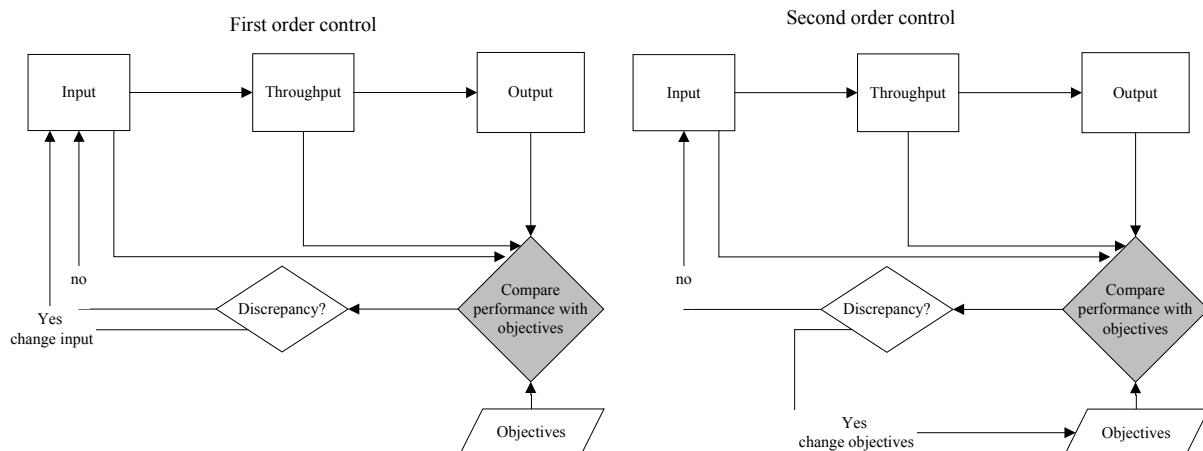 First order control
Input
Throughput
Output
no
Yes
change input
Discrepancy?
Compare
performance with
objectives
Objectives
Second order control
Input
Throughput
Output
no
Discrepancy?
Compare
performance with
objectives
Yes
change objectives
Objectives